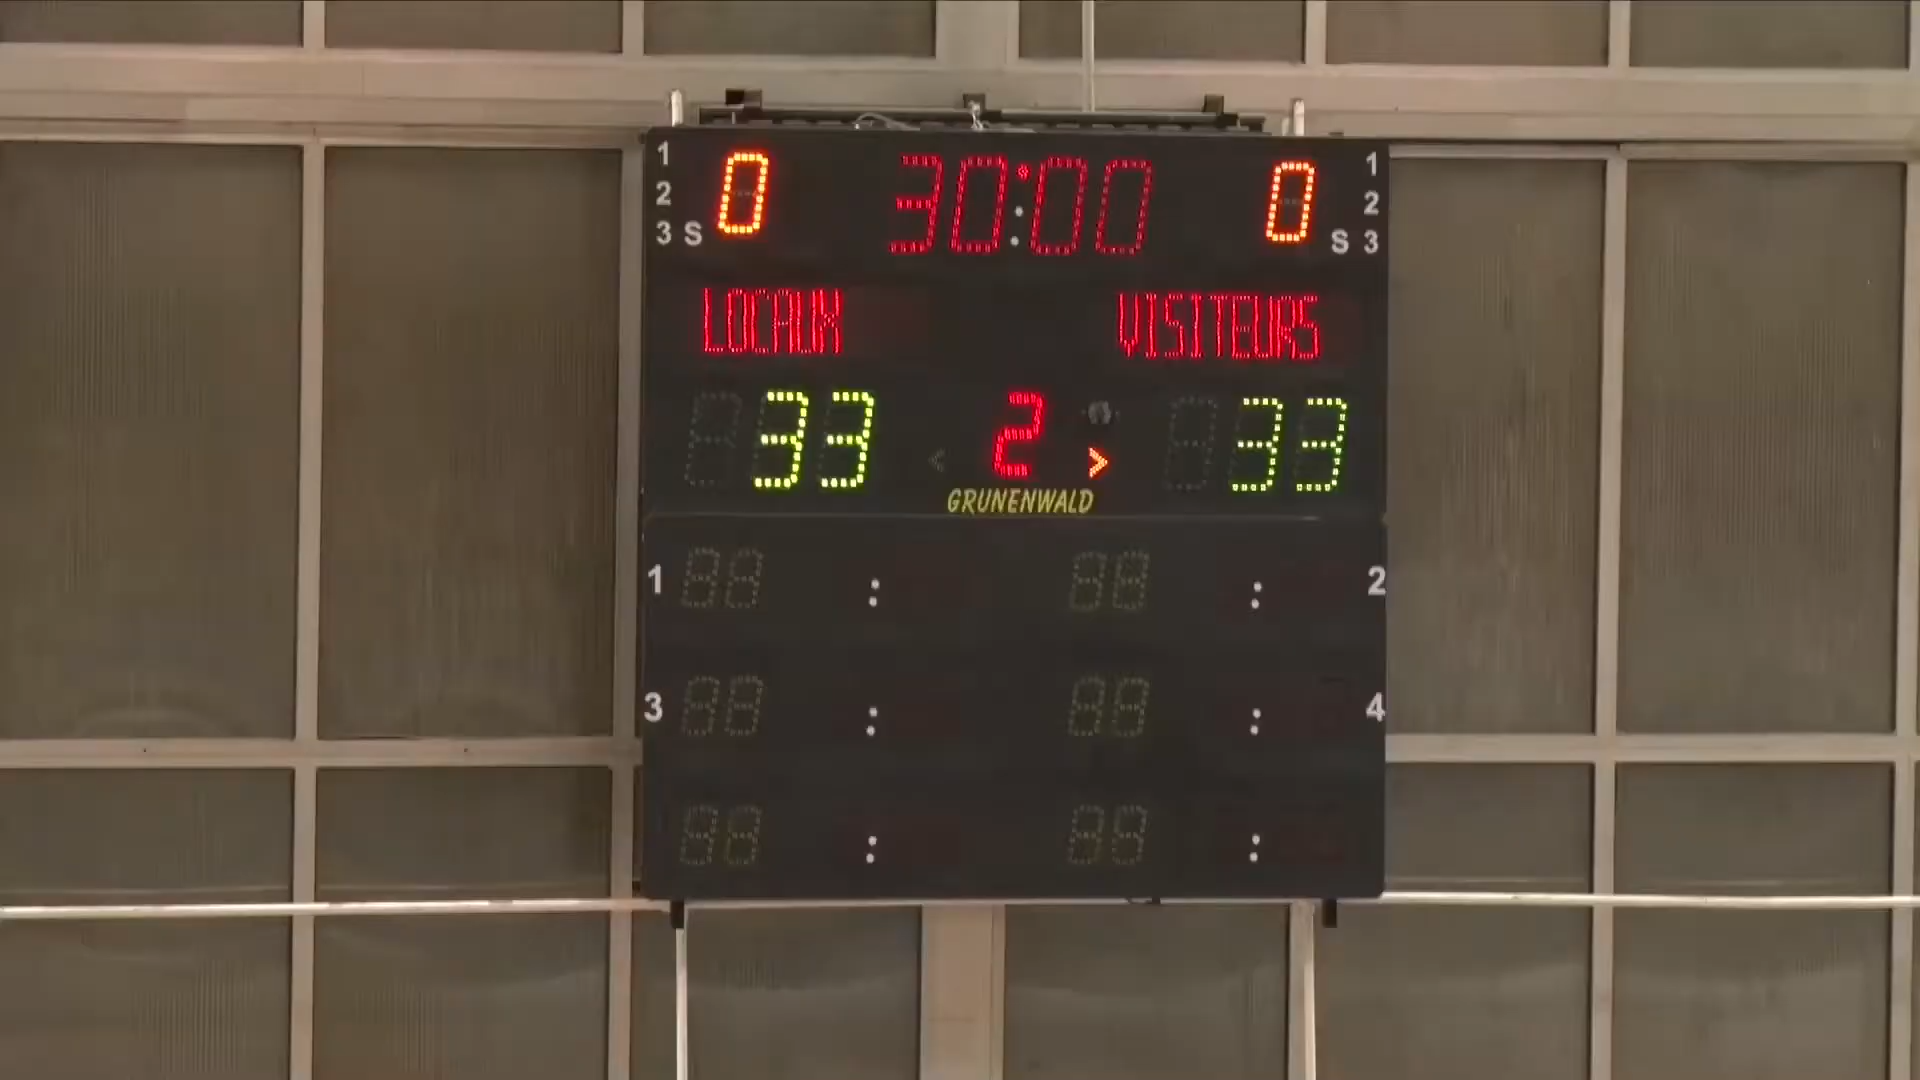 1 0 30:00 0 1
2 2
3 S S 3
LOCAUX VISITEURS
33 < 2 > 33
GRUNENWALD
1 : : 2
3 : : 4
: :